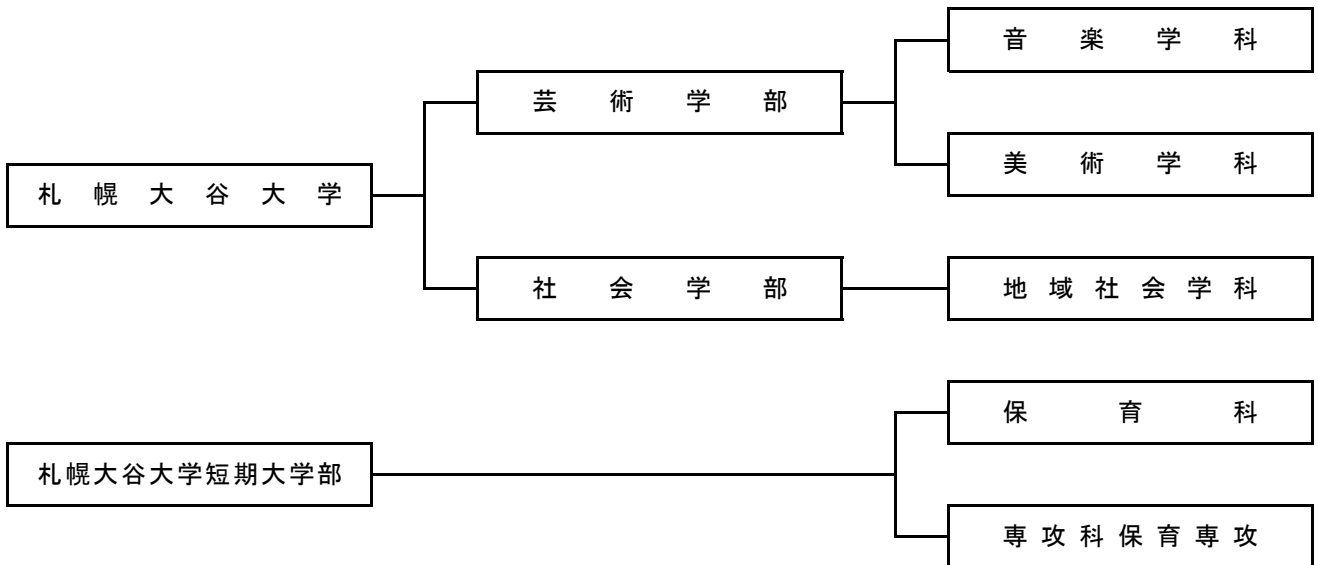 札幌大谷大学
芸術学部
音楽学科
美術学科
社会学部
地域社会学科
札幌大谷大学短期大学部
保育科
専攻科保育専攻